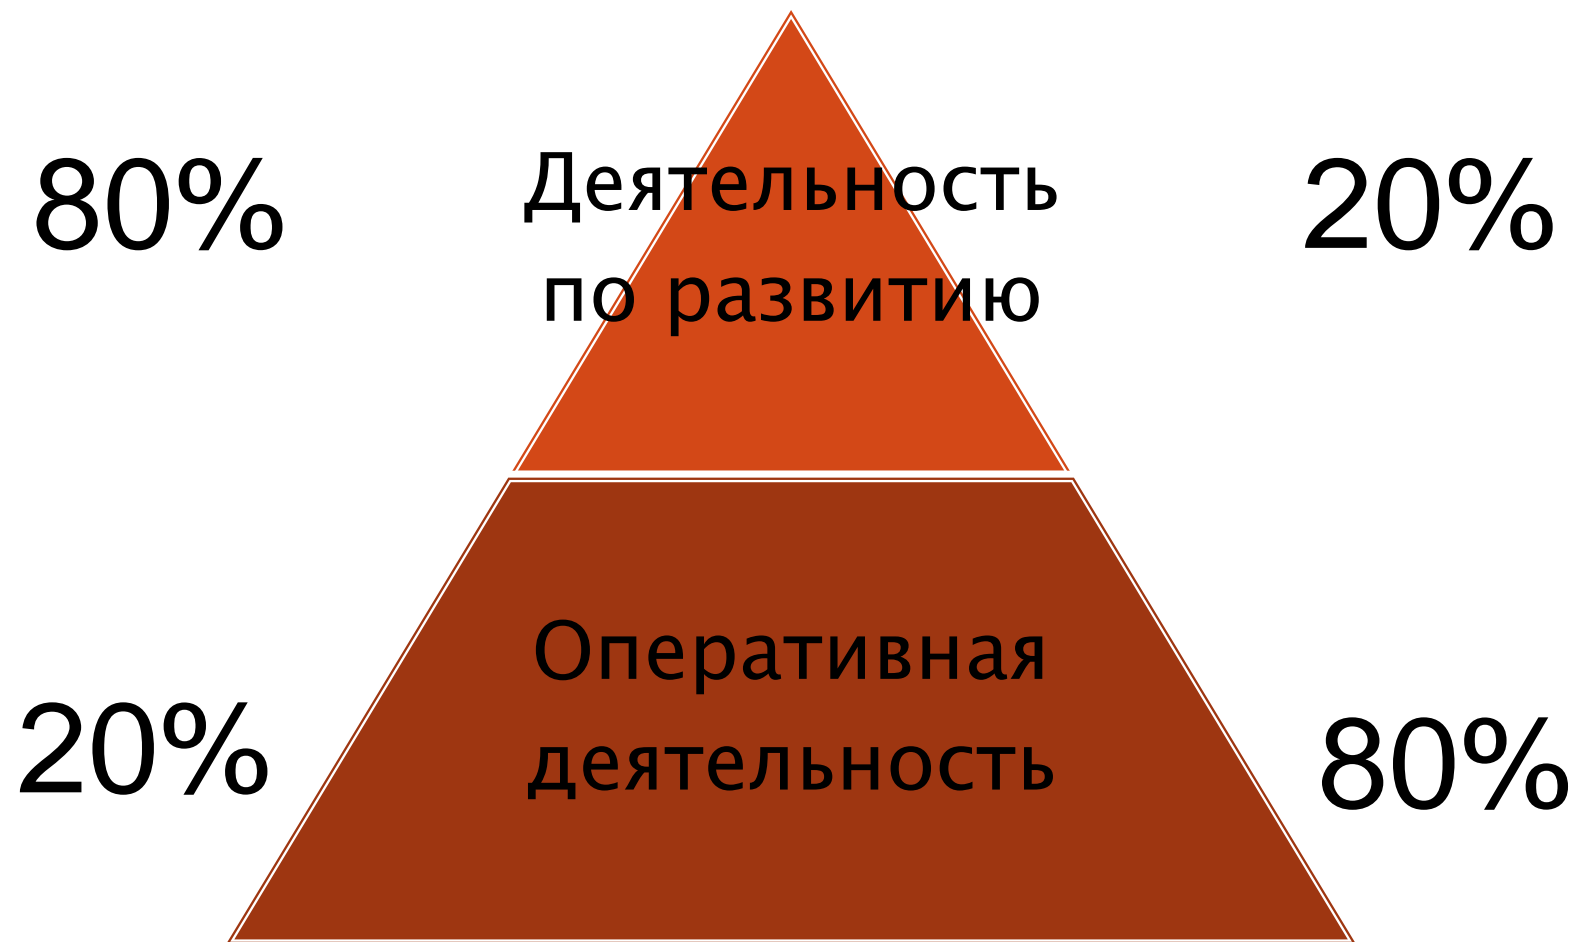 80%
Деятельность
по развитию
20%
20%
Оперативная
деятельность
80%